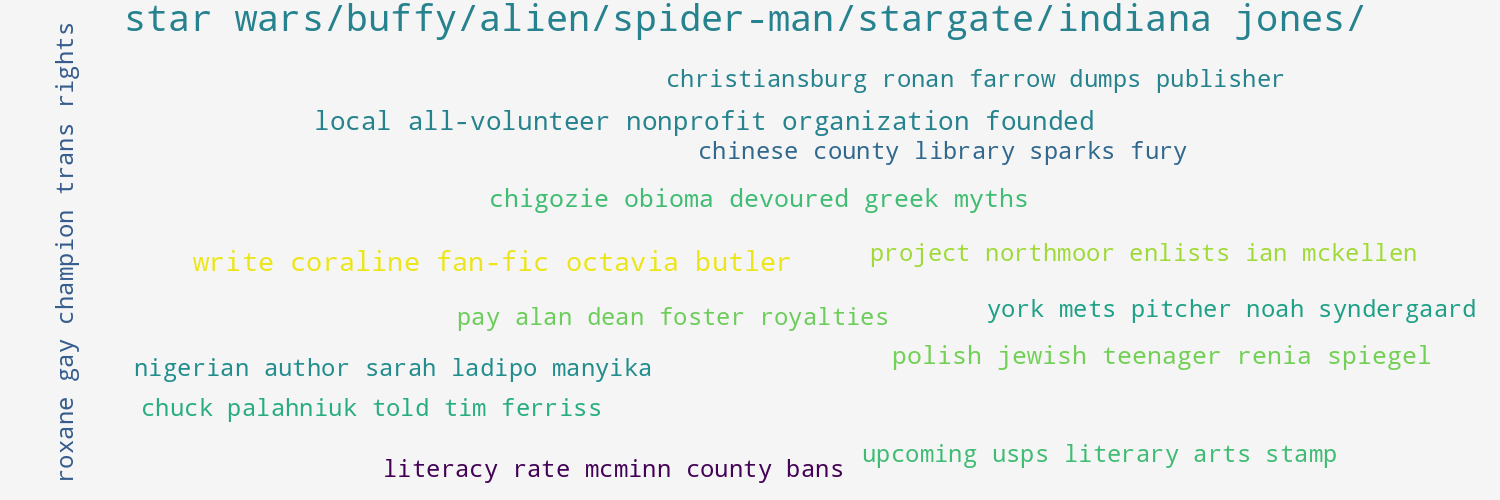 star wars/buffy/alien/spider-man/stargate/indiana jones/
roxane gay champion trans rights
christiansburg ronan farrow dumps publisher
local all-volunteer nonprofit organization founded
chinese county library sparks fury
chigozie obioma devoured greek myths
write coraline fan-fic octavia butler
project northmoor enlists ian mckellen
pay alan dean foster royalties
york mets pitcher noah syndergaard
nigerian author sarah ladipo manyika
polish jewish teenager renia spiegel
chuck palahniuk told tim ferriss
literacy rate mcminn county bans
upcoming usps literary arts stamp